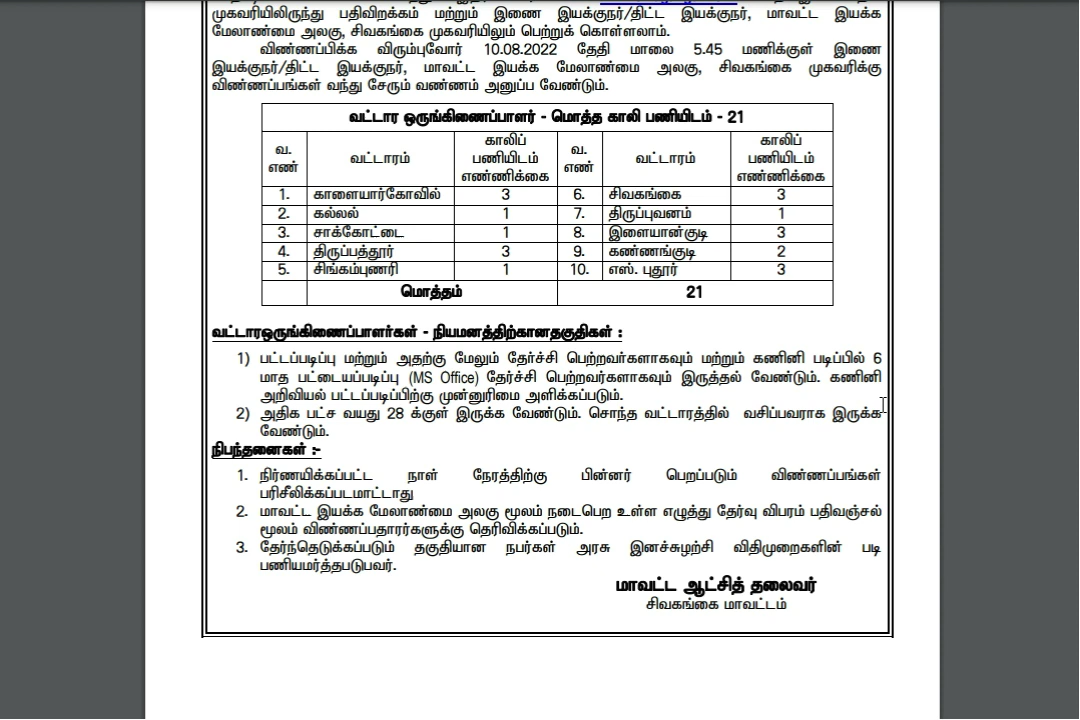 முகவரியிலிருந்து பதிவிறக்கம் மற்றும் இணை இயக்குநர்/திட்ட இயக்குநர், மாவட்ட இயக்க
மேலாண்மை அலகு, சிவகங்கை முகவரியிலும் பெற்றுக் கொள்ளலாம்.
விண்ணப்பிக்க விரும்புவோர் 10.08.2022 தேதி மாலை 5.45 மணிக்குள் இணை
இயக்குநர்/திட்ட இயக்குநர், மாவட்ட இயக்க மேலாண்மை அலகு, சிவகங்கை முகவரிக்கு
விண்ணப்பங்கள் வந்து சேரும் வண்ணம் அனுப்ப வேண்டும்.
வட்டார ஒருங்கிணைப்பாளர் - மொத்த காலி பணியிடம் - 21
வ. எண் வட்டாரம் காலிப் பணியிடம் எண்ணிக்கை வ. எண் வட்டாரம் காலிப் பணியிடம் எண்ணிக்கை
1. காளையார்கோவில் 3 6. சிவகங்கை 3
2. கல்லல் 1 7. திருப்புவனம் 1
3. சாக்கோட்டை 1 8. இளையான்குடி 3
4. திருப்பத்தூர் 3 9. கண்ணங்குடி 2
5. சிங்கம்புணரி 1 10. எஸ். புதூர் 3
மொத்தம் 21
வட்டாரஒருங்கிணைப்பாளர்கள் - நியமனத்திற்கானதகுதிகள் :
1) பட்டப்படிப்பு மற்றும் அதற்கு மேலும் தேர்ச்சி பெற்றவர்களாகவும் மற்றும் கணினி படிப்பில் 6
மாத பட்டையப்படிப்பு (MS Office) தேர்ச்சி பெற்றவர்களாகவும் இருத்தல் வேண்டும். கணினி
அறிவியல் பட்டப்படிப்பிற்கு முன்னுரிமை அளிக்கப்படும்.
2) அதிக பட்ச வயது 28 க்குள் இருக்க வேண்டும். சொந்த வட்டாரத்தில் வசிப்பவராக இருக்க
வேண்டும்.
நிபந்தனைகள் :-
1. நிர்ணயிக்கப்பட்ட நாள் நேரத்திற்கு பின்னர் பெறப்படும் விண்ணப்பங்கள்
பரிசீலிக்கப்படமாட்டாது
2. மாவட்ட இயக்க மேலாண்மை அலகு மூலம் நடைபெற உள்ள எழுத்து தேர்வு விபரம் பதிவஞ்சல்
மூலம் விண்ணப்பதாரர்களுக்கு தெரிவிக்கப்படும்.
3. தேர்ந்தெடுக்கப்படும் தகுதியான நபர்கள் அரசு இனச்சுழற்சி விதிமுறைகளின் படி
பணியமர்த்தபடுபவர்.
மாவட்ட ஆட்சித் தலைவர்
சிவகங்கை மாவட்டம்